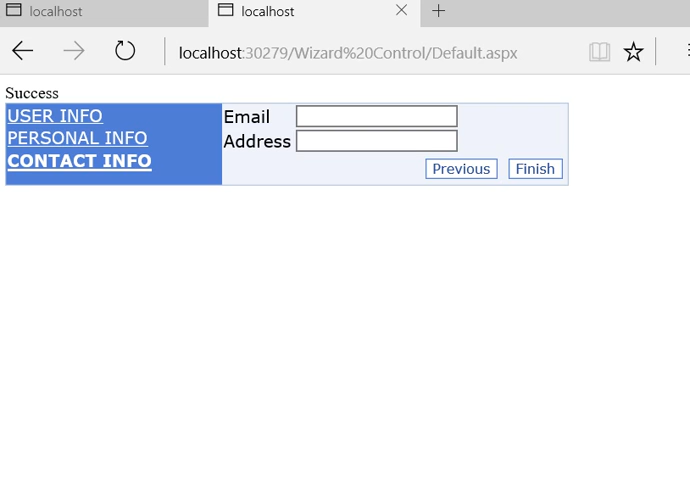 localhost
localhost
localhost:30279/Wizard%20Control/Default.aspx
Success
USER INFO
PERSONAL INFO
CONTACT INFO
Email
Address
Previous Finish